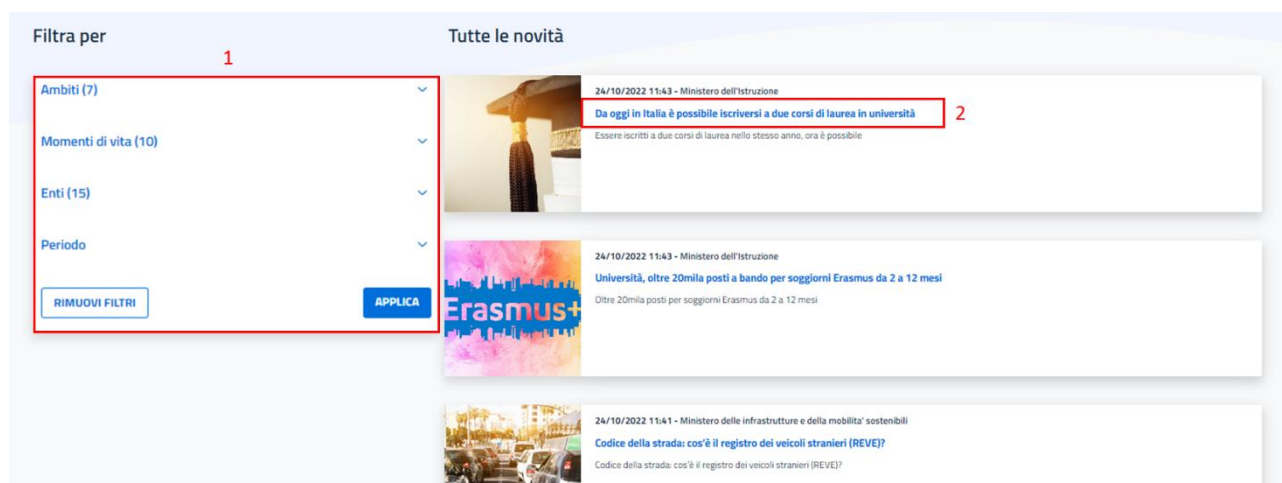 Filtra per
1
Ambiti (7)
Momenti di vita (10)
Enti (15)
Periodo
RIMUOVI FILTRI
APPLICA
Tutte le novità
24/10/2022 11:43 - Ministero dell'Istruzione
Da oggi in Italia è possibile iscriversi a due corsi di laurea in università
2
Essere iscritti a due corsi di laurea nello stesso anno, ora è possibile
Erasmus+
24/10/2022 11:43 - Ministero dell'Istruzione
Università, oltre 20mila posti a bando per soggiorni Erasmus da 2 a 12 mesi
Oltre 20mila posti per soggiorni Erasmus da 2 a 12 mesi
24/10/2022 11:41 - Ministero delle infrastrutture e della mobilita' sostenibili
Codice della strada: cos'è il registro dei veicoli stranieri (REVE)?
Codice della strada: cos'è il registro dei veicoli stranieri (REVE)?